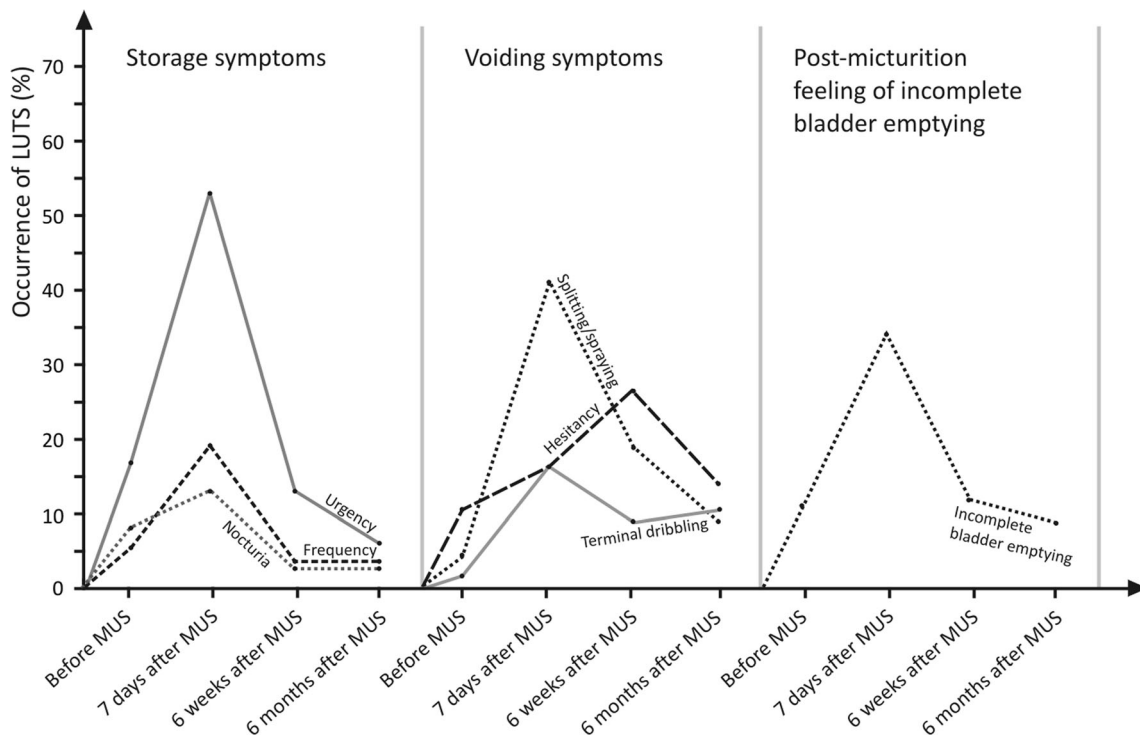 Occurrence of LUTS (%)
70
60
50
40
30
20
10
0
Storage symptoms
Urgency
Frequency
Nocturia
Before MUS
7 days after MUS
6 weeks after MUS
6 months after MUS
Voiding symptoms
Splitting/spraying
Hesitancy
Terminal dribbling
Before MUS
7 days after MUS
6 weeks after MUS
6 months after MUS
Post-micturition
feeling of incomplete
bladder emptying
Incomplete
bladder emptying
Before MUS
7 days after MUS
6 weeks after MUS
6 months after MUS